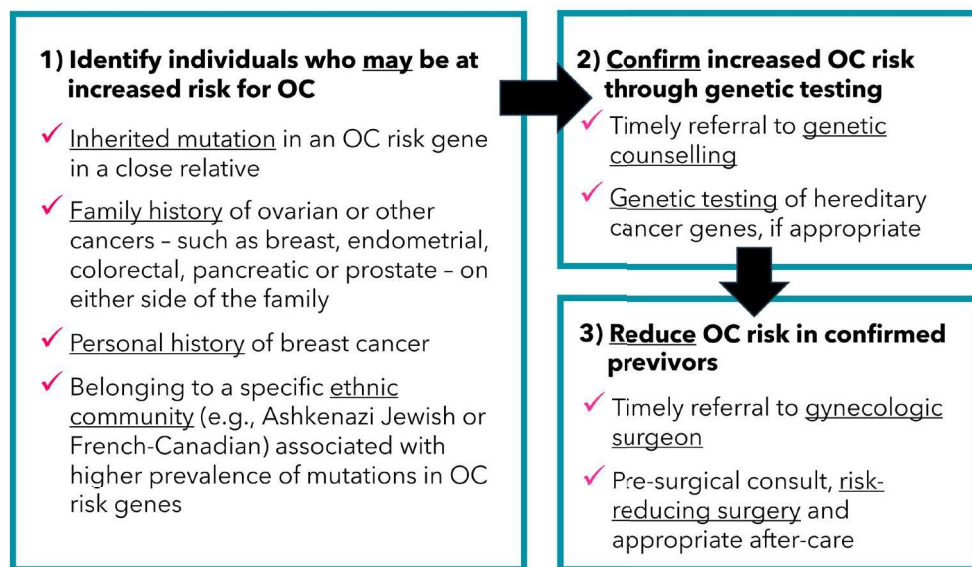 1) Identify individuals who may be at
increased risk for OC
✓ Inherited mutation in an OC risk gene
in a close relative
✓ Family history of ovarian or other
cancers – such as breast, endometrial,
colorectal, pancreatic or prostate – on
either side of the family
✓ Personal history of breast cancer
✓ Belonging to a specific ethnic
community (e.g., Ashkenazi Jewish or
French-Canadian) associated with
higher prevalence of mutations in OC
risk genes
2) Confirm increased OC risk
through genetic testing
✓ Timely referral to genetic
counselling
✓ Genetic testing of hereditary
cancer genes, if appropriate
3) Reduce OC risk in confirmed
previvors
✓ Timely referral to gynecologic
surgeon
✓ Pre-surgical consult, risk-
reducing surgery and
appropriate after-care